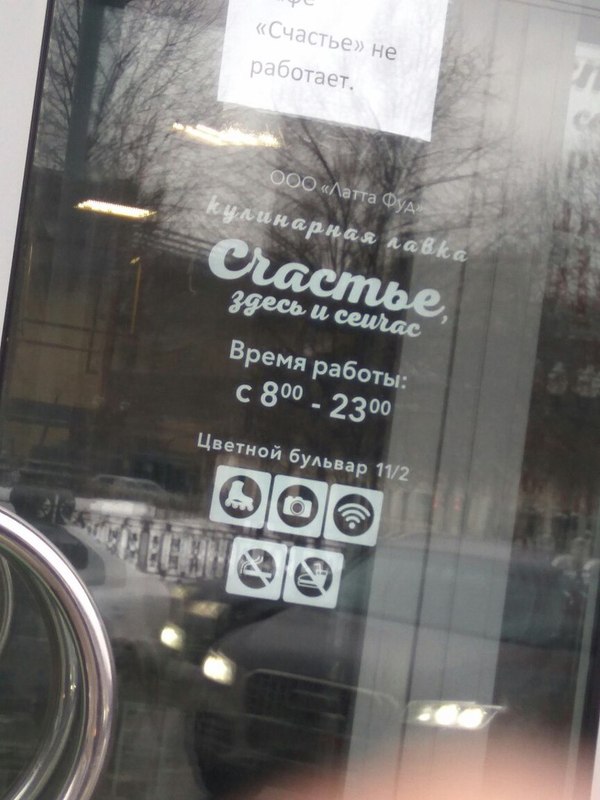 «Счастье» не
работает.
ООО «Латта Фуд»
кулинарная лавка
счастье,
здесь и сейчас
Время работы:
с 8⁰⁰ - 23⁰⁰
Цветной бульвар 11/2